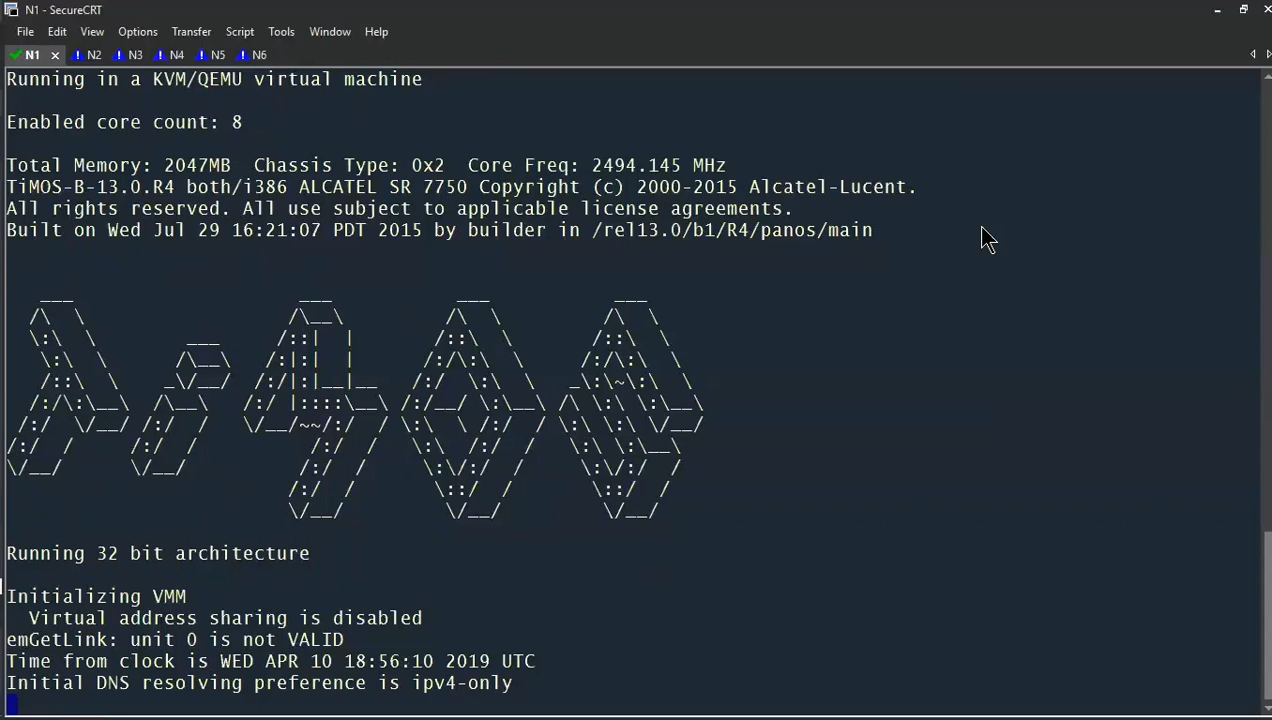 N1 - SecureCRT
File Edit View Options Transfer Script Tools Window Help
N1 N2 N3 N4 N5 N6
Running in a KVM/QEMU virtual machine
Enabled core count: 8
Total Memory: 2047MB  Chassis Type: 0x2  Core Freq: 2494.145 MHz
TiMOS-B-13.0.R4 both/i386 ALCATEL SR 7750 Copyright (c) 2000-2015 Alcatel-Lucent.
All rights reserved. All use subject to applicable license agreements.
Built on Wed Jul 29 16:21:07 PDT 2015 by builder in /rel13.0/b1/R4/panos/main
Running 32 bit architecture
Initializing VMM
Virtual address sharing is disabled
emGetLink: unit 0 is not VALID
Time from clock is WED APR 10 18:56:10 2019 UTC
Initial DNS resolving preference is ipv4-only